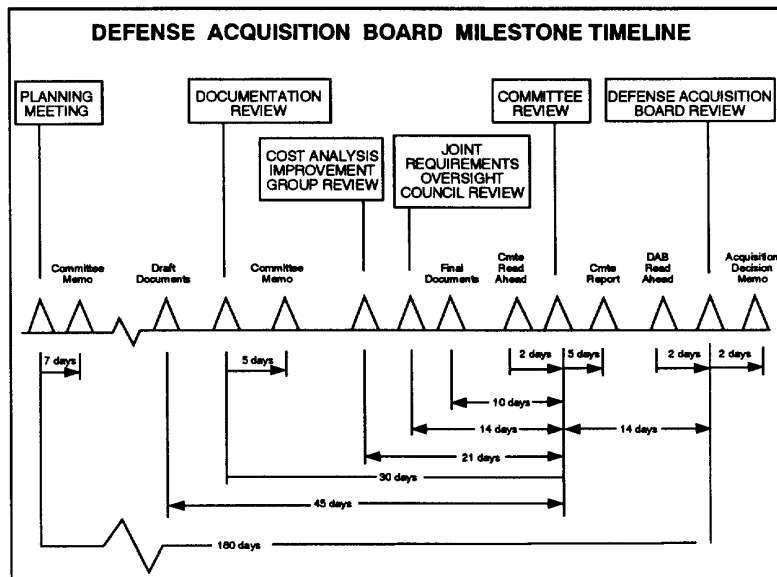 DEFENSE ACQUISITION BOARD MILESTONE TIMELINE
PLANNING
MEETING
DOCUMENTATION
REVIEW
COMMITTEE
REVIEW
DEFENSE ACQUISITION
BOARD REVIEW
COST ANALYSIS
IMPROVEMENT
GROUP REVIEW
JOINT
REQUIREMENTS
OVERSIGHT
COUNCIL REVIEW
Committee
Memo
Draft
Documents
Committee
Memo
Final
Documents
Cmte
Read
Ahead
Cmte
Report
DAB
Read
Ahead
Acquisition
Decision
Memo
7 days
5 days
2 days
5 days
2 days
2 days
10 days
14 days
14 days
21 days
30 days
45 days
180 days